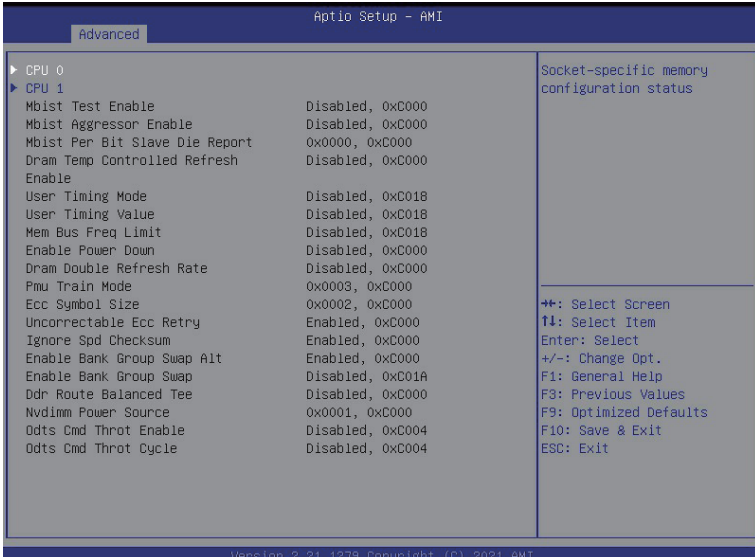 Aptio Setup – AMI
Advanced
CPU 0
CPU 1
Mbist Test Enable Disabled, 0xC000
Mbist Aggressor Enable Disabled, 0xC000
Mbist Per Bit Slave Die Report 0x0000, 0xC000
Dram Temp Controlled Refresh Disabled, 0xC000
Enable
User Timing Mode Disabled, 0xC018
User Timing Value Disabled, 0xC018
Mem Bus Freq Limit Disabled, 0xC018
Enable Power Down Disabled, 0xC000
Dram Double Refresh Rate Disabled, 0xC000
Pmu Train Mode 0x0003, 0xC000
Ecc Symbol Size 0x0002, 0xC000
Uncorrectable Ecc Retry Enabled, 0xC000
Ignore Spd Checksum Enabled, 0xC000
Enable Bank Group Swap Alt Enabled, 0xC000
Enable Bank Group Swap Disabled, 0xC01A
Ddr Route Balanced Tee Disabled, 0xC000
Nvdimm Power Source 0x0001, 0xC000
Odts Cmd Throt Enable Disabled, 0xC004
Odts Cmd Throt Cycle Disabled, 0xC004
Socket-specific memory
configuration status
→←: Select Screen
↑↓: Select Item
Enter: Select
+/-: Change Opt.
F1: General Help
F3: Previous Values
F9: Optimized Defaults
F10: Save & Exit
ESC: Exit
Version 2.21.1279 Copyright (C) 2021 AMI